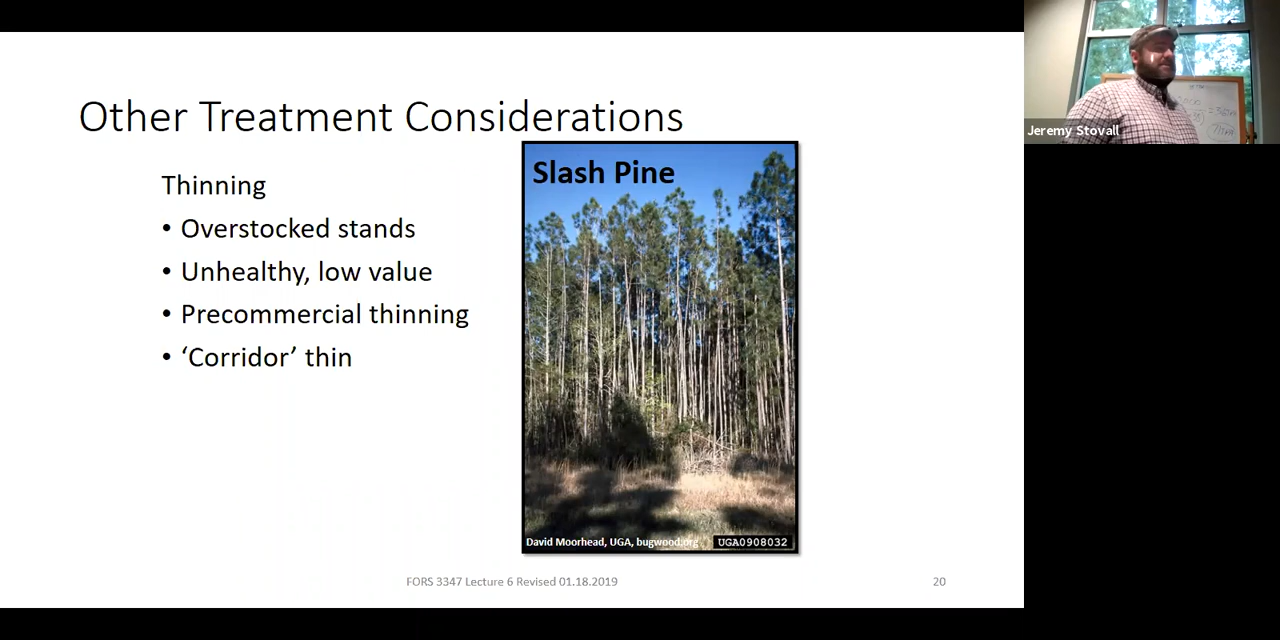 Other Treatment Considerations
Thinning
• Overstocked stands
• Unhealthy, low value
• Precommercial thinning
• ‘Corridor’ thin
Slash Pine
David Moorhead, UGA, bugwood.org
UGA0908032
FORS 3347 Lecture 6 Revised 01.18.2019
20
Jeremy Stovall